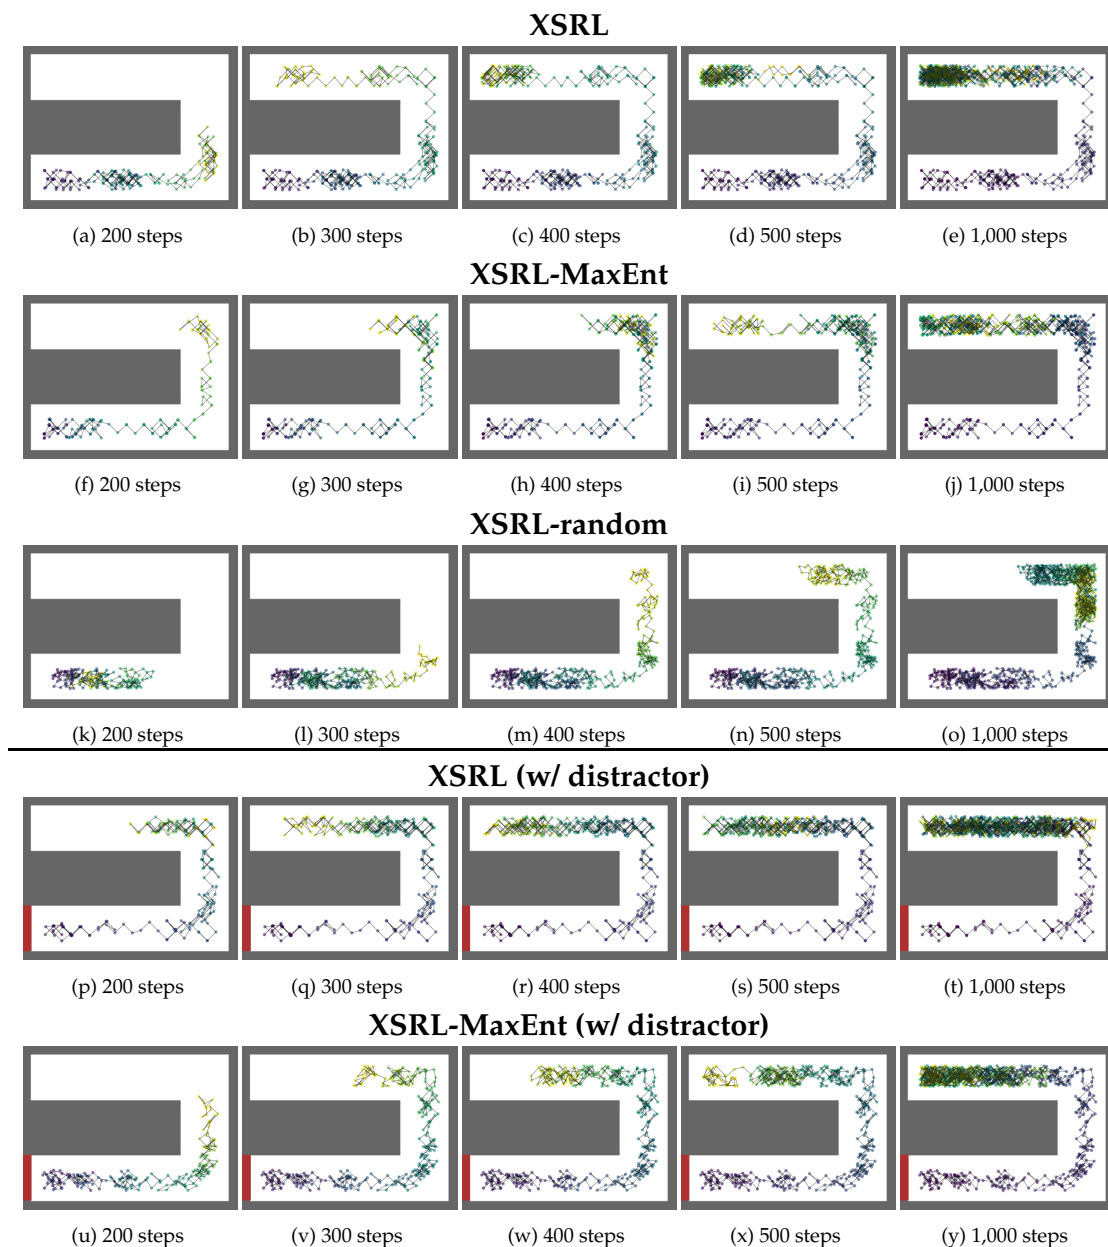 XSRL
(a) 200 steps (b) 300 steps (c) 400 steps (d) 500 steps (e) 1,000 steps
XSRL-MaxEnt
(f) 200 steps (g) 300 steps (h) 400 steps (i) 500 steps (j) 1,000 steps
XSRL-random
(k) 200 steps (l) 300 steps (m) 400 steps (n) 500 steps (o) 1,000 steps
XSRL (w/ distractor)
(p) 200 steps (q) 300 steps (r) 400 steps (s) 500 steps (t) 1,000 steps
XSRL-MaxEnt (w/ distractor)
(u) 200 steps (v) 300 steps (w) 400 steps (x) 500 steps (y) 1,000 steps